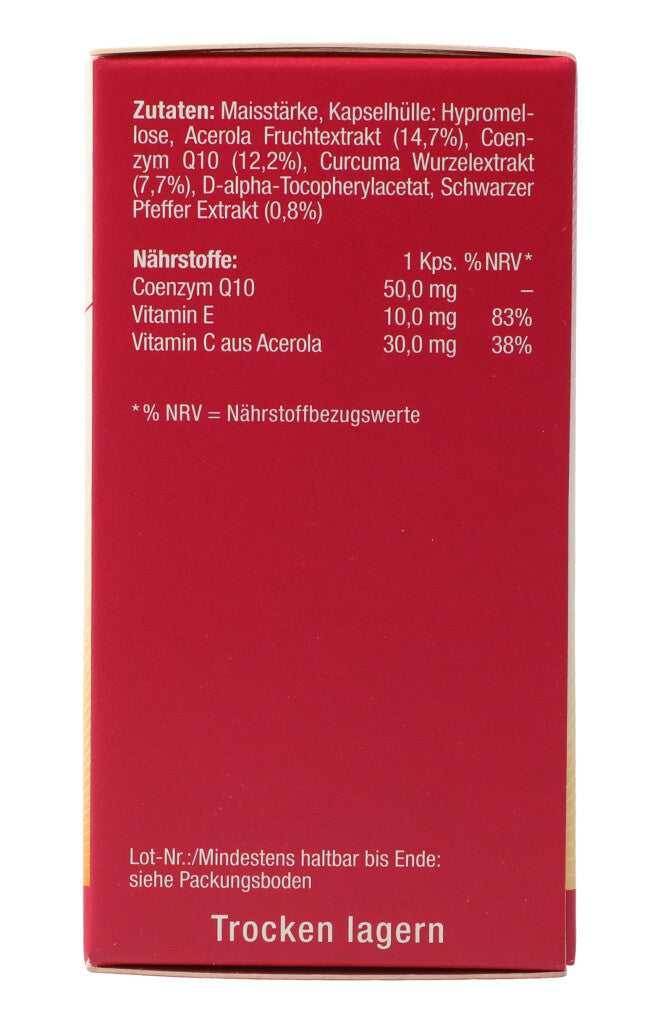 Zutaten: Maisstärke, Kapselhülle: Hypromel-
lose, Acerola Fruchtextrakt (14,7%), Coen-
zym Q10 (12,2%), Curcuma Wurzelextrakt
(7,7%), D-alpha-Tocopherylacetat, Schwarzer
Pfeffer Extrakt (0,8%)
Nährstoffe: 1 Kps. % NRV*
Coenzym Q10 50,0 mg –
Vitamin E 10,0 mg 83%
Vitamin C aus Acerola 30,0 mg 38%
*% NRV = Nährstoffbezugswerte
Lot-Nr.:/Mindestens haltbar bis Ende:
siehe Packungsboden
Trocken lagern